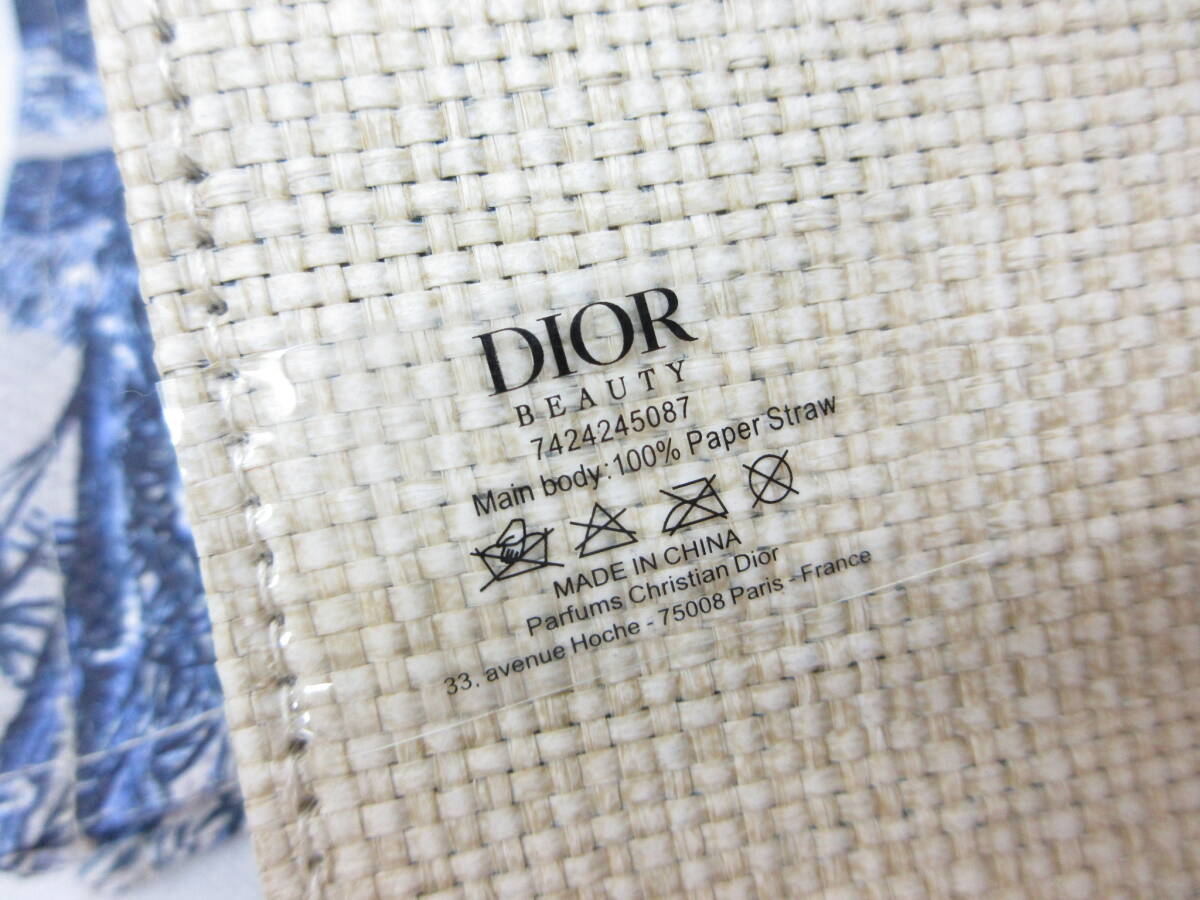 DIOR
BEAUTY
7424245087
Main body:100% Paper Straw
MADE IN CHINA
Parfums Christian Dior
33, avenue Hoche - 75008 Paris - France